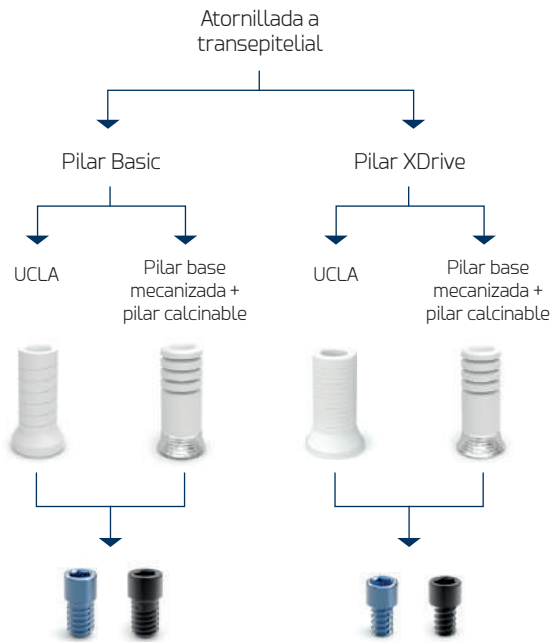 Atornillada a
transepitelial
Pilar Basic
Pilar XDrive
UCLA
Pilar base
mecanizada +
pilar calcinable
UCLA
Pilar base
mecanizada +
pilar calcinable